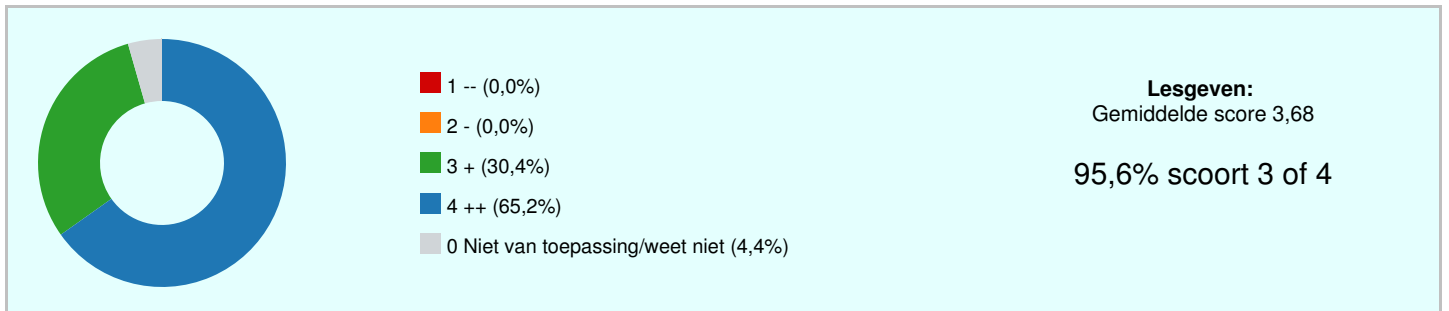 1 -- (0,0%)
2 - (0,0%)
3 + (30,4%)
4 ++ (65,2%)
0 Niet van toepassing/weet niet (4,4%)
Lesgeven:
Gemiddelde score 3,68
95,6% scoort 3 of 4